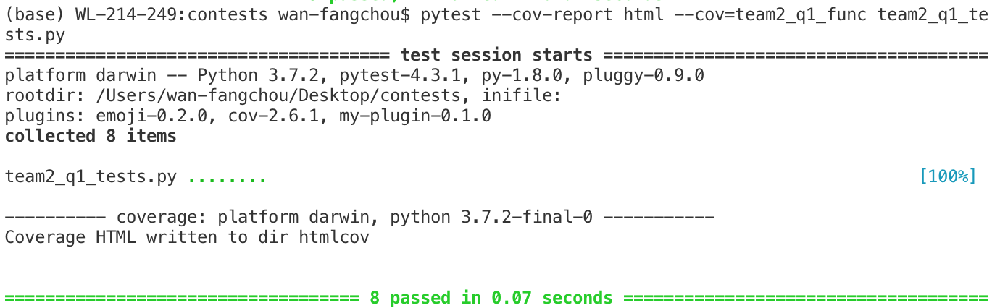 (base) WL-214-249:contests wan-fangchou$ pytest --cov-report html --cov=team2_q1_func team2_q1_te
sts.py
====================================== test session starts ======================================
platform darwin -- Python 3.7.2, pytest-4.3.1, py-1.8.0, pluggy-0.9.0
rootdir: /Users/wan-fangchou/Desktop/contests, inifile:
plugins: emoji-0.2.0, cov-2.6.1, my-plugin-0.1.0
collected 8 items
team2_q1_tests.py ........ [100%]
---------- coverage: platform darwin, python 3.7.2-final-0 -----------
Coverage HTML written to dir htmlcov
=================================== 8 passed in 0.07 seconds ====================================